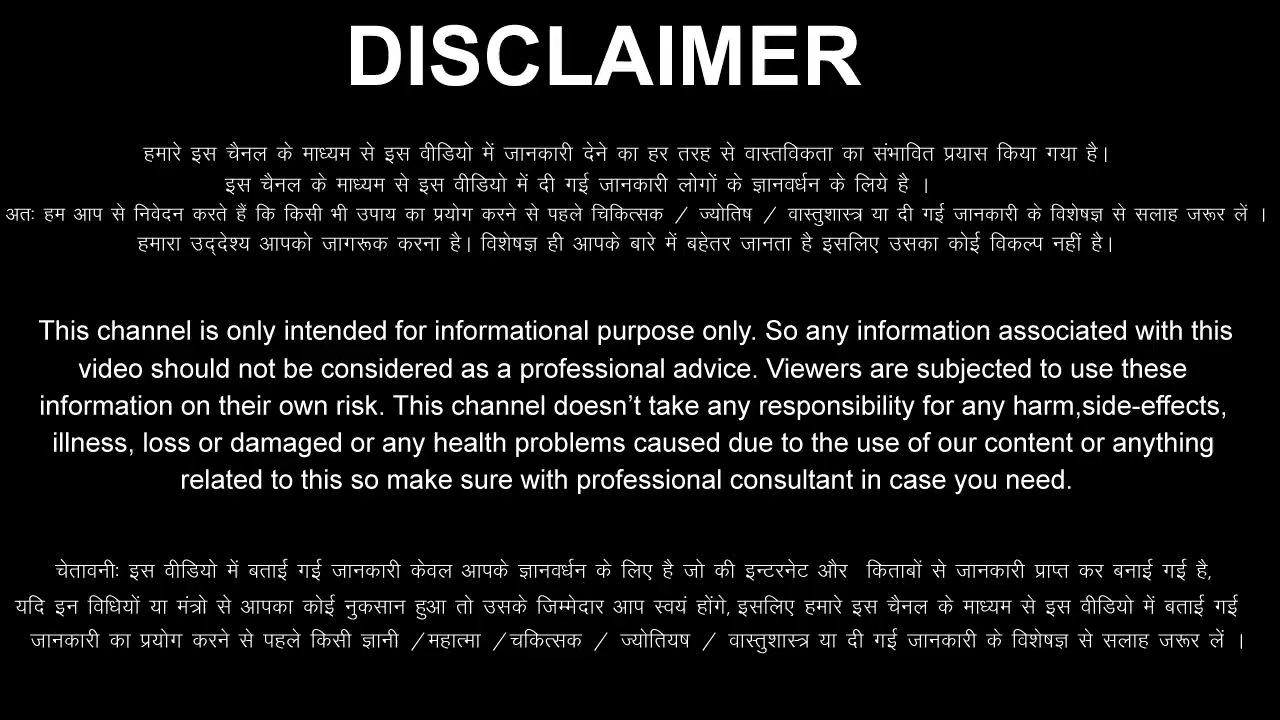 DISCLAIMER
हमारे इस चैनल के माध्यम से इस वीडियो में जानकारी देने का हर तरह से वास्तविकता का संभावित प्रयास किया गया है।
इस चैनल के माध्यम से इस वीडियो में दी गई जानकारी लोगों के ज्ञानवर्धन के लिये है ।
अतः हम आप से निवेदन करते हैं कि किसी भी उपाय का प्रयोग करने से पहले चिकित्सक / ज्योतिष / वास्तुशास्त्र या दी गई जानकारी के विशेषज्ञ से सलाह जरूर लें ।
हमारा उद्देश्य आपको जागरूक करना है। विशेषज्ञ ही आपके बारे में बहेतर जानता है इसलिए उसका कोई विकल्प नहीं है।
This channel is only intended for informational purpose only. So any information associated with this
video should not be considered as a professional advice. Viewers are subjected to use these
information on their own risk. This channel doesn’t take any responsibility for any harm,side-effects,
illness, loss or damaged or any health problems caused due to the use of our content or anything
related to this so make sure with professional consultant in case you need.
चेतावनीः इस वीडियो में बताई गई जानकारी केवल आपके ज्ञानवर्धन के लिए है जो की इन्टरनेट और किताबों से जानकारी प्राप्त कर बनाई गई है,
यदि इन विधियों या मंत्रो से आपका कोई नुकसान हुआ तो उसके जिम्मेदार आप स्वयं होंगे, इसलिए हमारे इस चैनल के माध्यम से इस वीडियो में बताई गई
जानकारी का प्रयोग करने से पहले किसी ज्ञानी /महात्मा /चकित्सक / ज्योतियष / वास्तुशास्त्र या दी गई जानकारी के विशेषज्ञ से सलाह जरूर लें ।